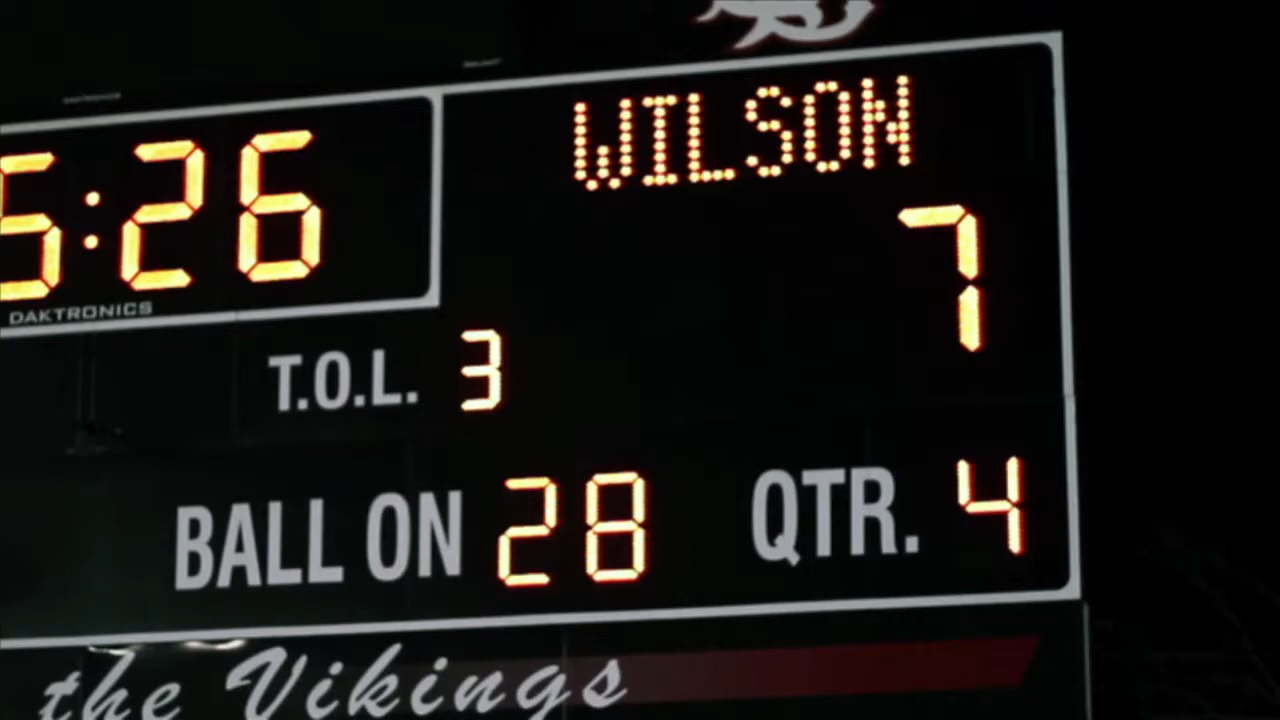 WILSON
5:26
7
DAKTRONICS
T.O.L. 3
BALL ON 28 QTR. 4
the Vikings